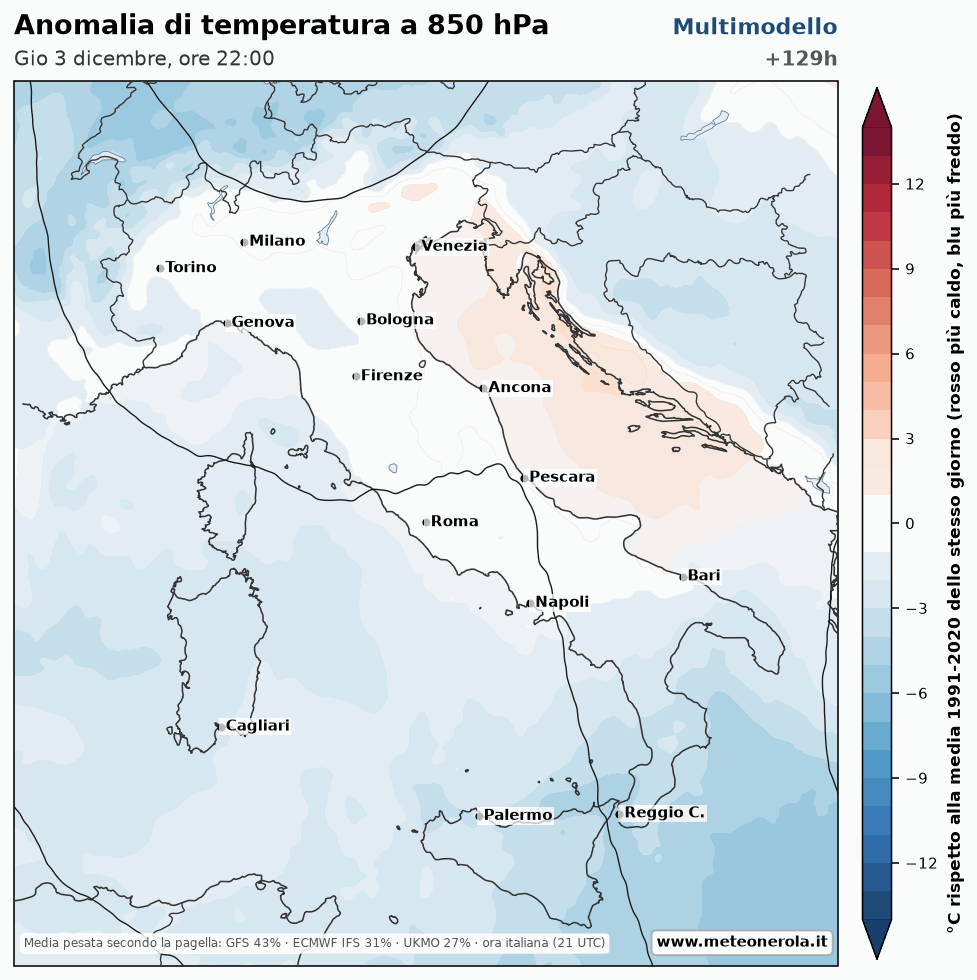 Anomalia di temperatura a 850 hPa
Multimodello
Gio 3 dicembre, ore 22:00
+129h
Milano
Venezia
Torino
Genova
Bologna
Firenze
Ancona
Pescara
Roma
Bari
Napoli
Cagliari
Palermo
Reggio C.
12
9
6
3
0
−3
−6
−9
−12
°C rispetto alla media 1991-2020 dello stesso giorno (rosso più caldo, blu più freddo)
Media pesata secondo la pagella: GFS 43% · ECMWF IFS 31% · UKMO 27% · ora italiana (21 UTC)
www.meteonerola.it